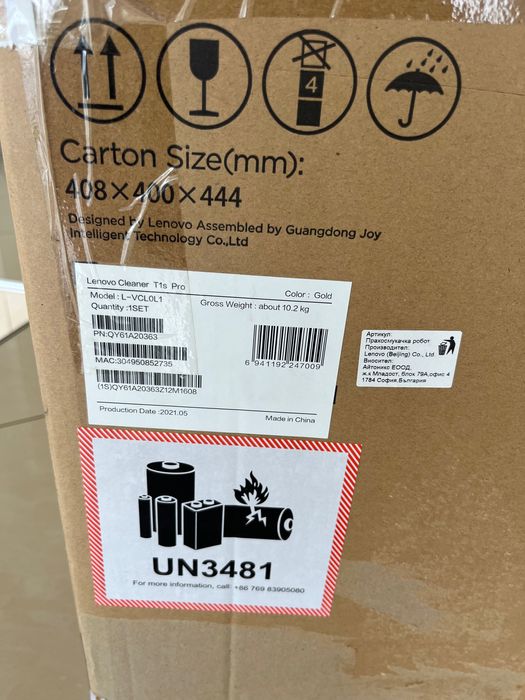 4
Carton Size(mm):
408×400×444
Designed by Lenovo Assembled by Guangdong Joy
Intelligent Technology Co.,Ltd
Lenovo Cleaner T1s Pro
Color : Gold
Model : L-VCL0L1
Gross Weight : about 10.2 kg
Quantity :1SET
PN:QY61A20363
MAC:304950852735
6 941192 247009
(1S)QY61A20363Z12M1608
Production Date :2021.05
Made in China
Артикул:
Прахосмукачка робот
Производител:
Lenovo (Beijing) Co., Ltd
Вносител:
Айтоникс ЕООД,
ж.к Младост, блок 79А,офис 4
1784 София,България
UN3481
For more information, call +86 769 83905080